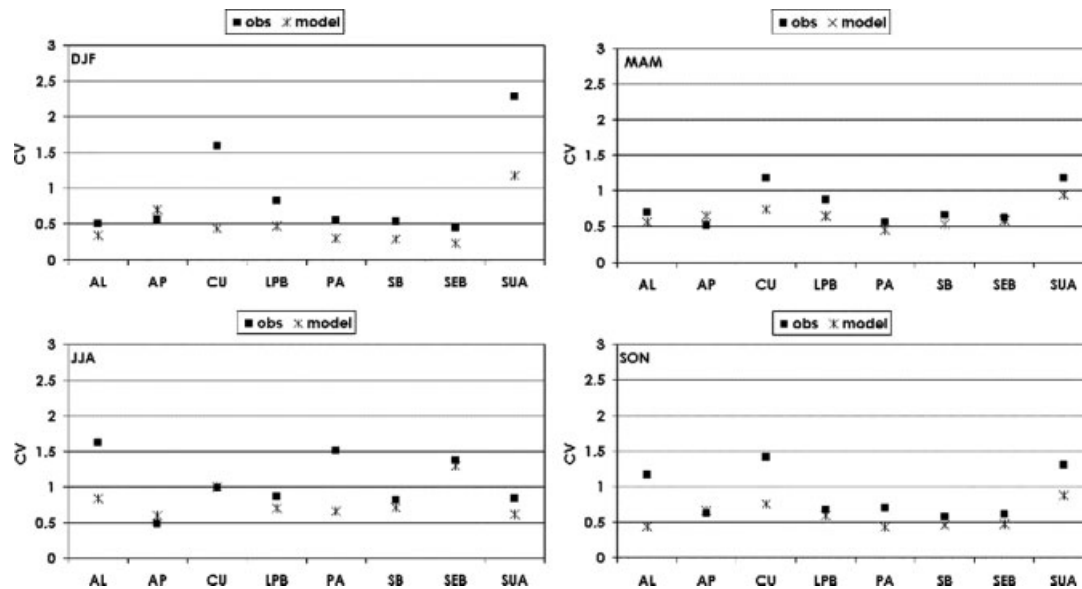 ■ obs ж model
DJF
CV
3
2.5
2
1.5
1
0.5
0
AL AP CU LPB PA SB SEB SUA
■ obs × model
MAM
CV
3
2.5
2
1.5
1
0.5
0
AL AP CU LPB PA SB SEB SUA
■ obs ж model
JJA
CV
3
2.5
2
1.5
1
0.5
0
AL AP CU LPB PA SB SEB SUA
■ obs ж model
SON
CV
3
2.5
2
1.5
1
0.5
0
AL AP CU LPB PA SB SEB SUA